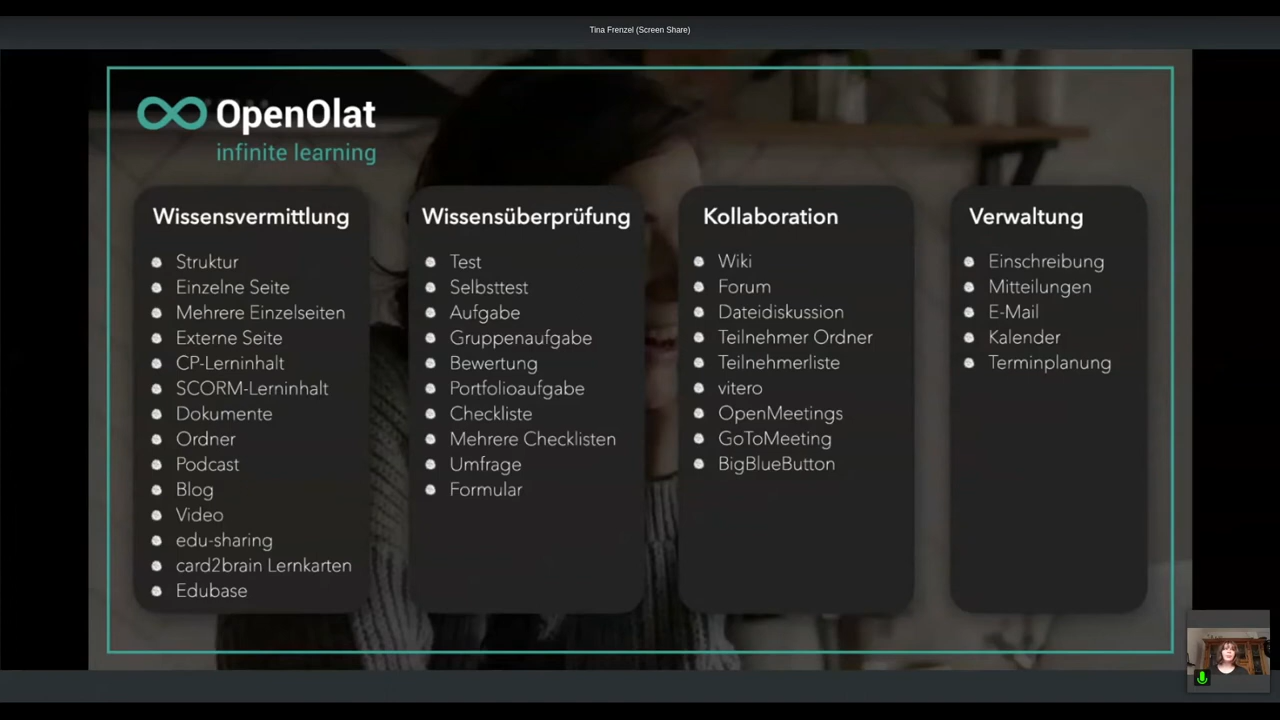 Tina Frenzel (Screen Share)
OpenOlat
infinite learning
Wissensvermittlung
Struktur
Einzelne Seite
Mehrere Einzelseiten
Externe Seite
CP-Lerninhalt
SCORM-Lerninhalt
Dokumente
Ordner
Podcast
Blog
Video
edu-sharing
card2brain Lernkarten
Edubase
Wissensüberprüfung
Test
Selbsttest
Aufgabe
Gruppenaufgabe
Bewertung
Portfolioaufgabe
Checkliste
Mehrere Checklisten
Umfrage
Formular
Kollaboration
Wiki
Forum
Dateidiskussion
Teilnehmer Ordner
Teilnehmerliste
vitero
OpenMeetings
GoToMeeting
BigBlueButton
Verwaltung
Einschreibung
Mitteilungen
E-Mail
Kalender
Terminplanung